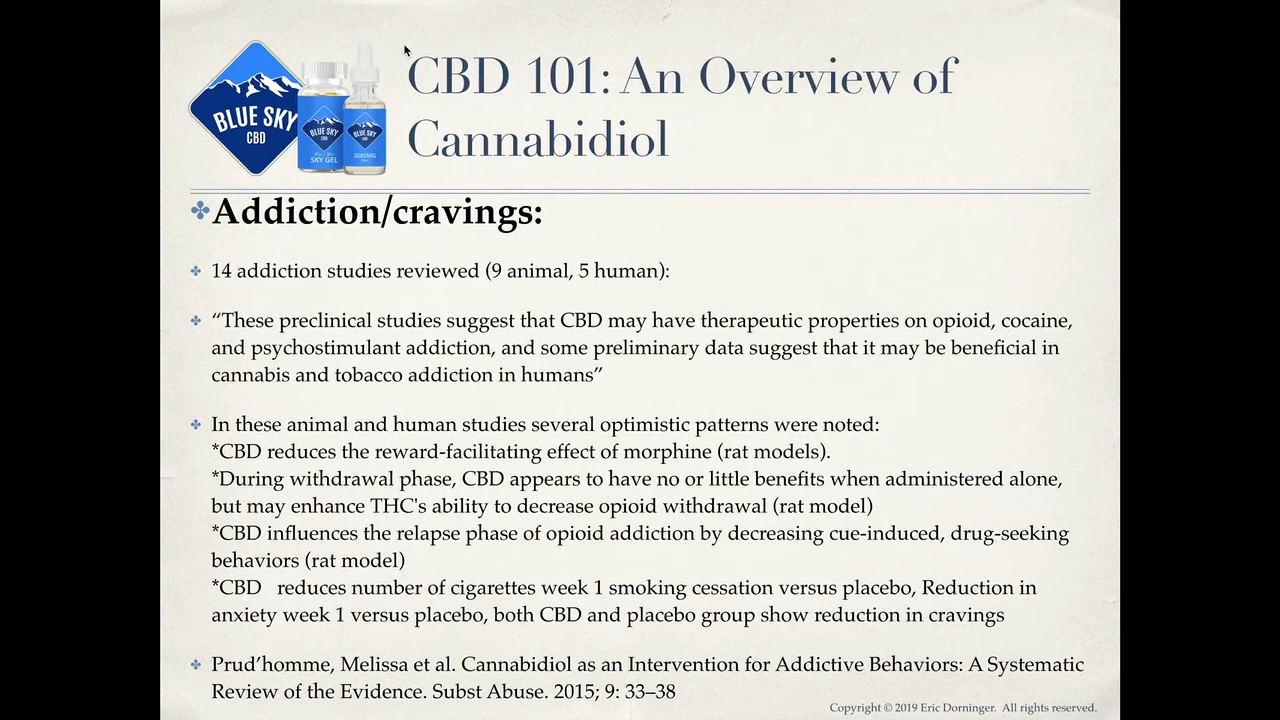 CBD 101: An Overview of
Cannabidiol
BLUE SKY
CBD
BLUE SKY
CBD
SKY GEL
BLUE SKY
CBD
3000MG
Addiction/cravings:
14 addiction studies reviewed (9 animal, 5 human):
“These preclinical studies suggest that CBD may have therapeutic properties on opioid, cocaine,
and psychostimulant addiction, and some preliminary data suggest that it may be beneficial in
cannabis and tobacco addiction in humans”
In these animal and human studies several optimistic patterns were noted:
*CBD reduces the reward-facilitating effect of morphine (rat models).
*During withdrawal phase, CBD appears to have no or little benefits when administered alone,
but may enhance THC's ability to decrease opioid withdrawal (rat model)
*CBD influences the relapse phase of opioid addiction by decreasing cue-induced, drug-seeking
behaviors (rat model)
*CBD   reduces number of cigarettes week 1 smoking cessation versus placebo, Reduction in
anxiety week 1 versus placebo, both CBD and placebo group show reduction in cravings
Prud’homme, Melissa et al. Cannabidiol as an Intervention for Addictive Behaviors: A Systematic
Review of the Evidence. Subst Abuse. 2015; 9: 33–38
Copyright © 2019 Eric Dorninger.  All rights reserved.